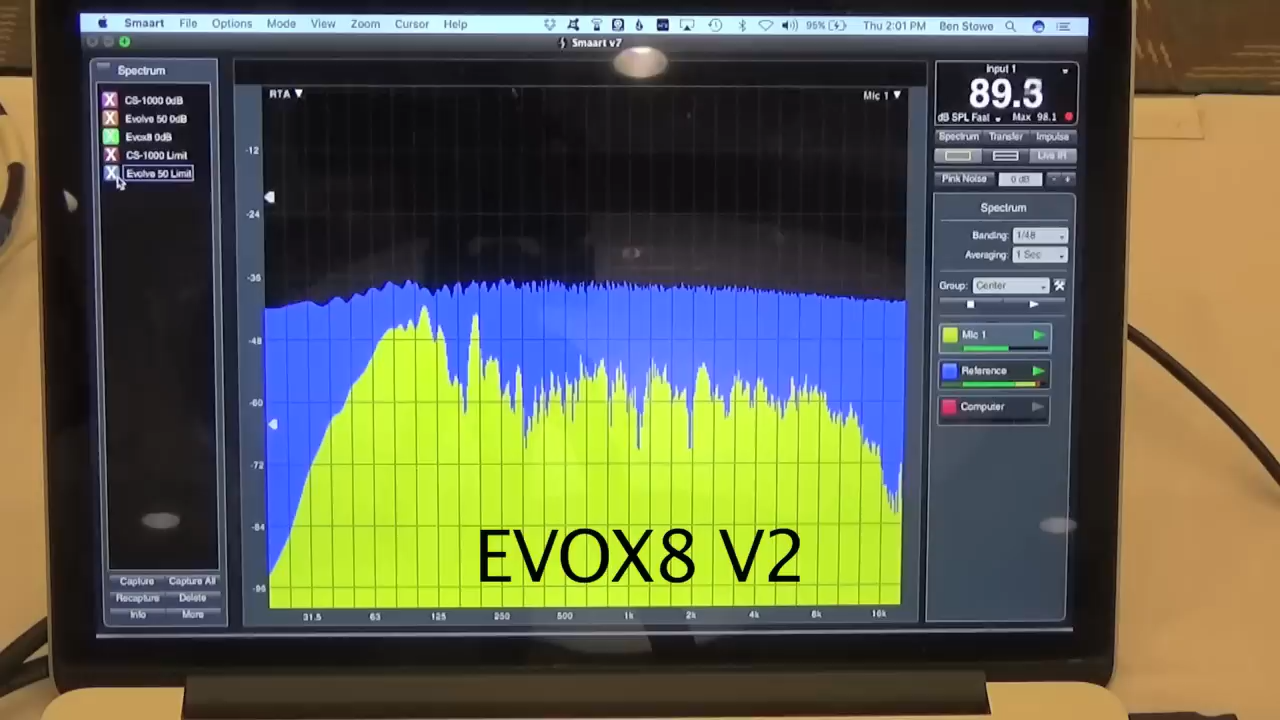 Smaart File Options Mode View Zoom Cursor Help 95% Thu 2:01 PM Ben Stowe
Smaart v7
Spectrum
CS-1000 0dB
Evolve 50 0dB
Evox8 0dB
CS-1000 Limit
Evolve 50 Limit
Capture Capture All
Recapture Delete
Info More
RTA Mic 1
-12
-24
-36
-48
-60
-72
-84
-96
31.5 63 125 250 500 1k 2k 4k 8k 16k
EVOX8 V2
Input 1
89.3
dB SPL Fast Max 98.1
Spectrum Transfer Impulse
Live IR
Pink Noise 0 dB - +
Spectrum
Banding: 1/48
Averaging: 1 Sec
Group: Center
Mic 1
Reference
Computer